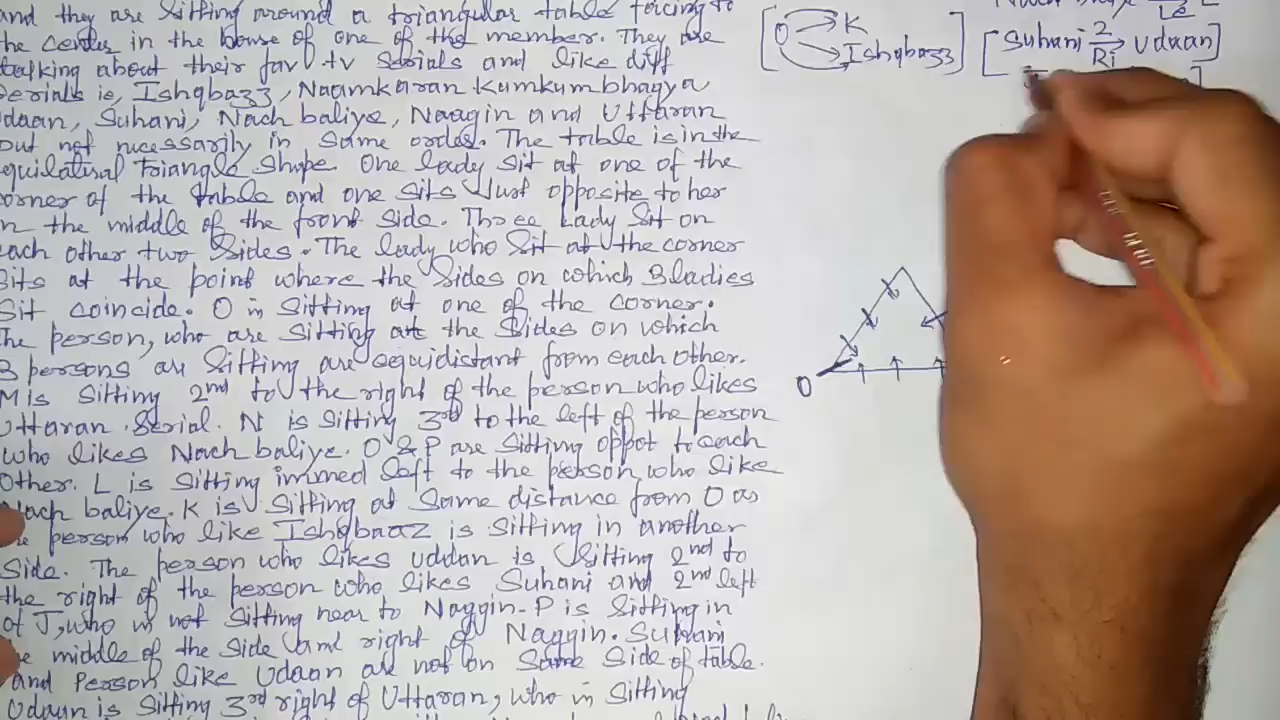 and they are sitting around a triangular table facing to
the center in the house of one of the member. They are
talking about their fav tv serials and like diff
serials ie, Ishqbazz, Naamkaran Kumkumbhagya
daan, Suhani, Nach baliye, Naagin and Uttaran
but not necessarily in same order. The table is in the
equilateral triangle shape. One lady sit at one of the
corner of the table and one sits just opposite to her
in the middle of the front side. Three Lady sit on
each other two sides. The lady who sit at the corner
sits at the point where the sides on which 3 ladies
sit coincide. O is sitting at one of the corner.
The person, who are sitting at the sides on which
3 persons are sitting are equidistant from each other.
M is sitting 2nd to the right of the person who likes
Uttaran Serial. N is sitting 3rd to the left of the person
who likes Nach baliye. O & P are sitting oppot to each
other. L is sitting immed left to the person who like
Nach baliye. K is sitting at same distance from O as
person who like Ishqbaaz is sitting in another
side. The person who likes uddan is sitting 2nd to
the right of the person who likes Suhani and 2nd left
of J, who is not sitting near to Naggin. P is sitting in
e middle of the side and right of Naggin. Suhani
and person like Udaan are not on same side of table.
Udaan is sitting 3rd right of Uttaran, who is sitting
O K
Ishqbazz
Suhani 2 Ri Udaan
O